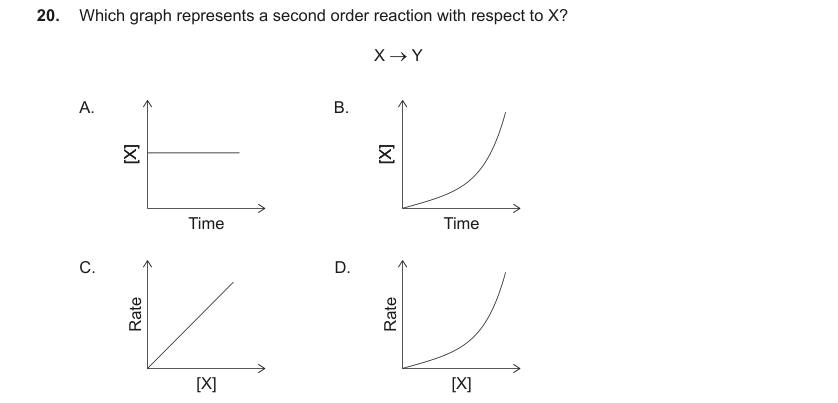 20. Which graph represents a second order reaction with respect to X?
X → Y
A.
[X]
Time
B.
[X]
Time
C.
Rate
[X]
D.
Rate
[X]